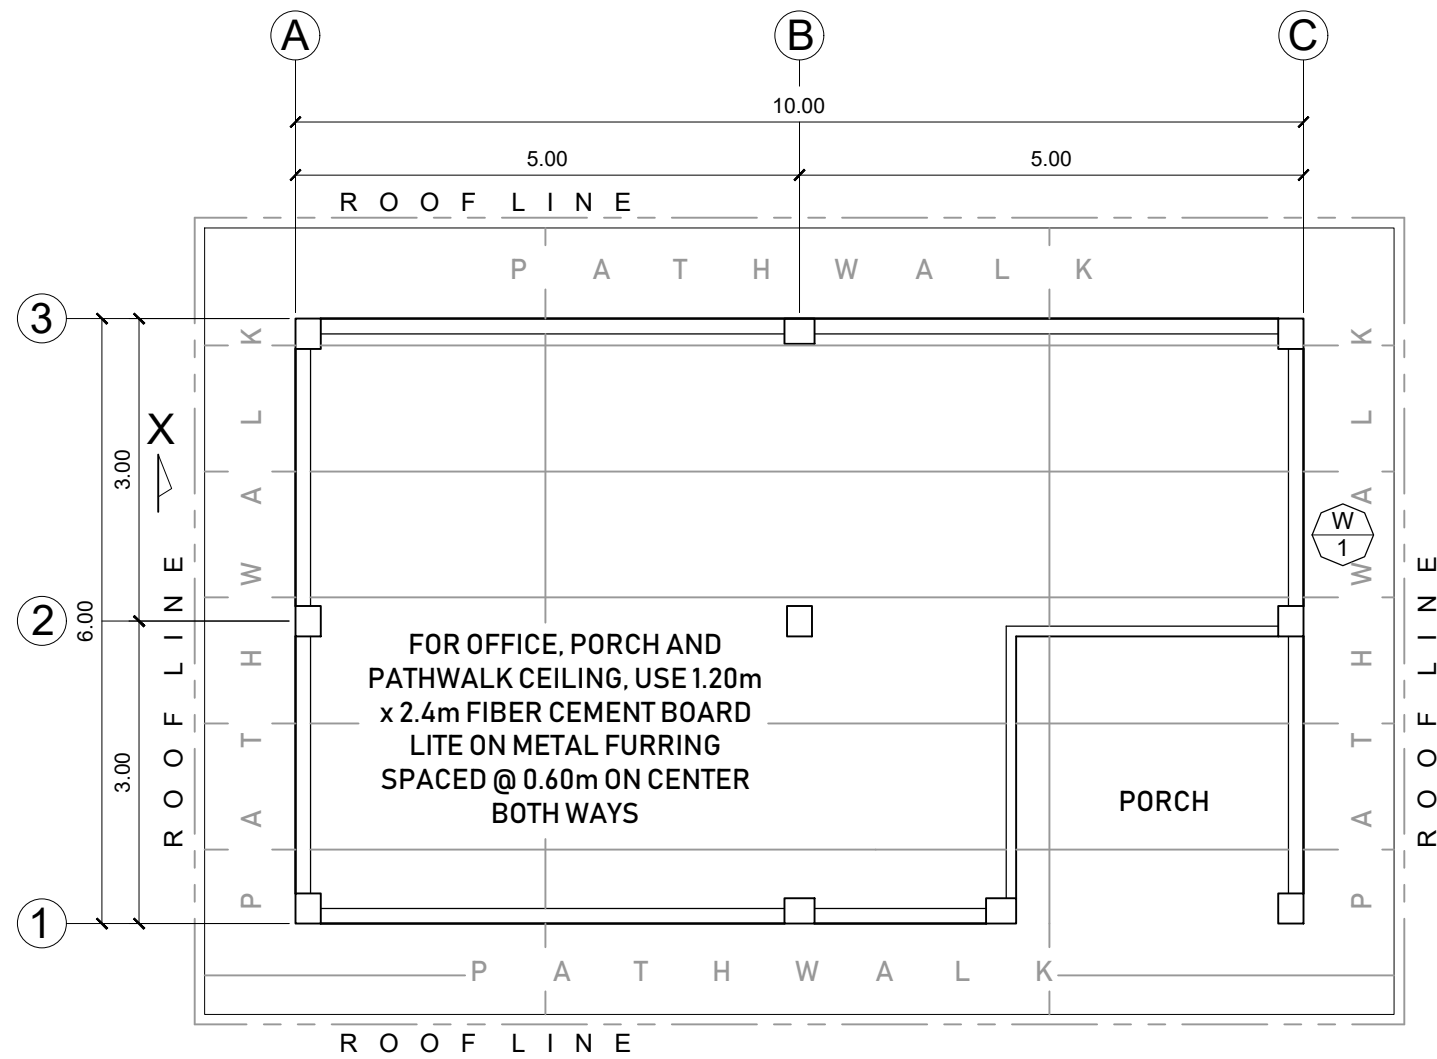 A B C
10.00
5.00 5.00
ROOF LINE
PATHWALK
3
2
1
3.00
3.00
6.00
X
ROOF LINE
PATHWALK
FOR OFFICE, PORCH AND
PATHWALK CEILING, USE 1.20m
x 2.4m FIBER CEMENT BOARD
LITE ON METAL FURRING
SPACED @ 0.60m ON CENTER
BOTH WAYS
PORCH
W
1
PATHWALK
ROOF LINE
PATHWALK
ROOF LINE